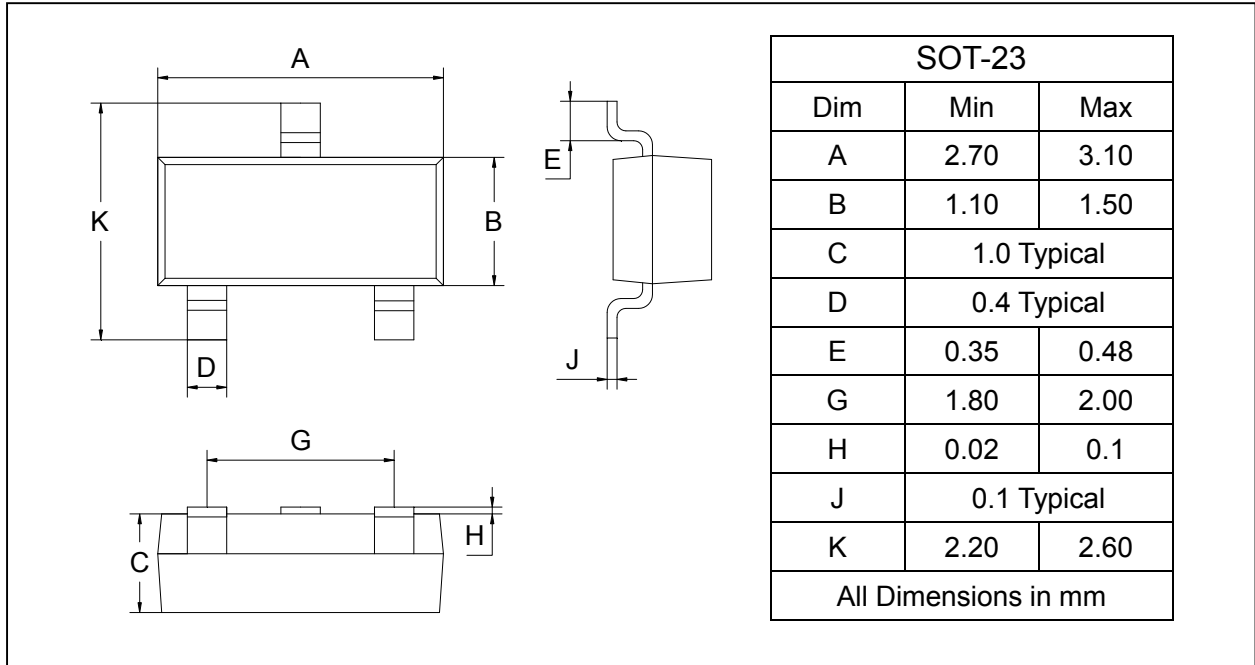 A
E
K
B
D
J
G
H
C
SOT-23
Dim Min Max
A 2.70 3.10
B 1.10 1.50
C 1.0 Typical
D 0.4 Typical
E 0.35 0.48
G 1.80 2.00
H 0.02 0.1
J 0.1 Typical
K 2.20 2.60
All Dimensions in mm